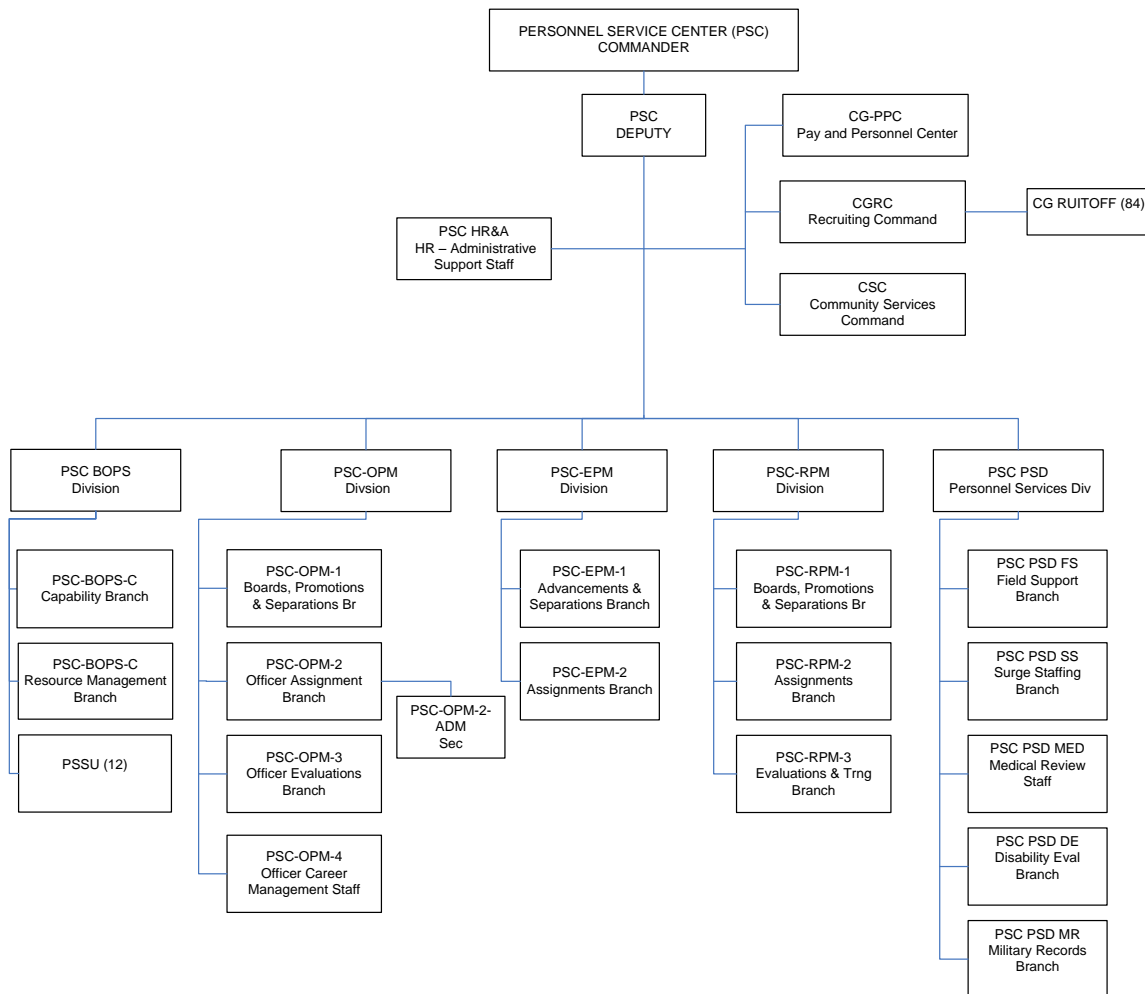 PERSONNEL SERVICE CENTER (PSC)
COMMANDER
PSC
DEPUTY
CG-PPC
Pay and Personnel Center
CGRC
Recruiting Command
CG RUITOFF (84)
PSC HR&A
HR – Administrative
Support Staff
CSC
Community Services
Command
PSC BOPS
Division
PSC-OPM
Divsion
PSC-EPM
Division
PSC-RPM
Division
PSC PSD
Personnel Services Div
PSC-BOPS-C
Capability Branch
PSC-BOPS-C
Resource Management
Branch
PSSU (12)
PSC-OPM-1
Boards, Promotions
& Separations Br
PSC-OPM-2
Officer Assignment
Branch
PSC-OPM-2-
ADM
Sec
PSC-OPM-3
Officer Evaluations
Branch
PSC-OPM-4
Officer Career
Management Staff
PSC-EPM-1
Advancements &
Separations Branch
PSC-EPM-2
Assignments Branch
PSC-RPM-1
Boards, Promotions
& Separations Br
PSC-RPM-2
Assignments
Branch
PSC-RPM-3
Evaluations & Trng
Branch
PSC PSD FS
Field Support
Branch
PSC PSD SS
Surge Staffing
Branch
PSC PSD MED
Medical Review
Staff
PSC PSD DE
Disability Eval
Branch
PSC PSD MR
Military Records
Branch